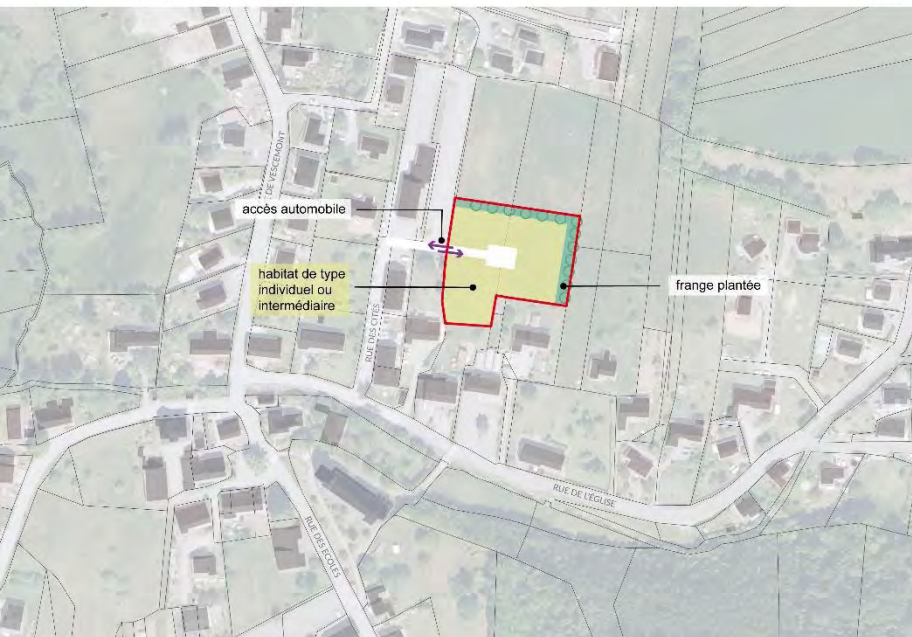 DE VESCEMONT
accès automobile
habitat de type
individuel ou
intermédiaire
frange plantée
RUE DES CITÉS
RUE DE L'ÉGLISE
RUE DES ECOLES